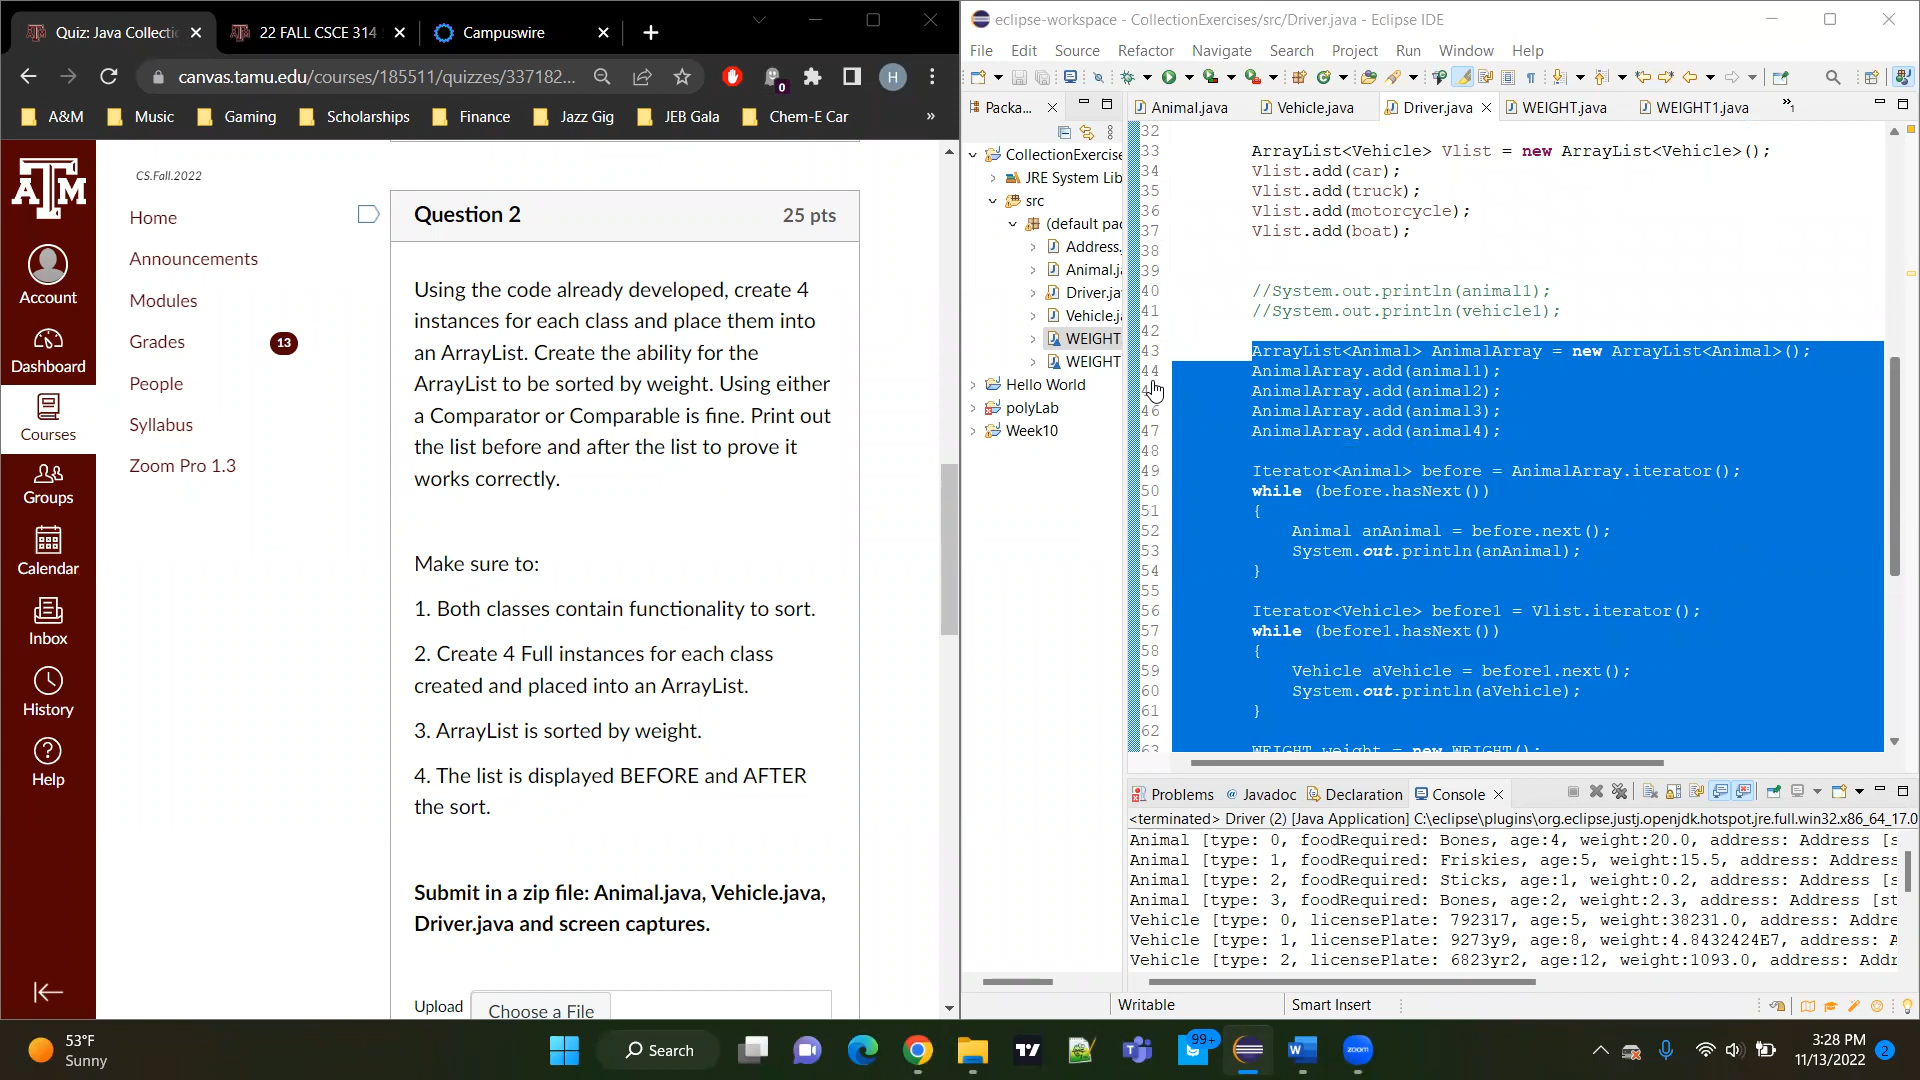 Quiz: Java Collecti
22 FALL CSCE 314
Campuswire
canvas.tamu.edu/courses/185511/quizzes/337182...
0
H
A&M
Music
Gaming
Scholarships
Finance
Jazz Gig
JEB Gala
Chem-E Car
»
Account
Dashboard
Courses
Groups
Calendar
Inbox
History
Help
CS.Fall.2022
Home
Announcements
Modules
Grades
13
People
Syllabus
Zoom Pro 1.3
Question 2
25 pts
Using the code already developed, create 4
instances for each class and place them into
an ArrayList. Create the ability for the
ArrayList to be sorted by weight. Using either
a Comparator or Comparable is fine. Print out
the list before and after the list to prove it
works correctly.
Make sure to:
1. Both classes contain functionality to sort.
2. Create 4 Full instances for each class
created and placed into an ArrayList.
3. ArrayList is sorted by weight.
4. The list is displayed BEFORE and AFTER
the sort.
Submit in a zip file: Animal.java, Vehicle.java,
Driver.java and screen captures.
Upload
Choose a File
eclipse-workspace - CollectionExercises/src/Driver.java - Eclipse IDE
File Edit Source Refactor Navigate Search Project Run Window Help
Packa...
Animal.java
Vehicle.java
Driver.java
WEIGHT.java
WEIGHT1.java
»1
CollectionExercise
JRE System Lib
src
(default pac
Address.
Animal.j
Driver.ja
Vehicle.j
WEIGHT
WEIGHT
Hello World
polyLab
Week10
32
33 ArrayList<Vehicle> Vlist = new ArrayList<Vehicle>();
34 Vlist.add(car);
35 Vlist.add(truck);
36 Vlist.add(motorcycle);
37 Vlist.add(boat);
38
39
40 //System.out.println(animal1);
41 //System.out.println(vehicle1);
42
43 ArrayList<Animal> AnimalArray = new ArrayList<Animal>();
44 AnimalArray.add(animal1);
AnimalArray.add(animal2);
46 AnimalArray.add(animal3);
47 AnimalArray.add(animal4);
48
49 Iterator<Animal> before = AnimalArray.iterator();
50 while (before.hasNext())
51 {
52 Animal anAnimal = before.next();
53 System.out.println(anAnimal);
54 }
55
56 Iterator<Vehicle> before1 = Vlist.iterator();
57 while (before1.hasNext())
58 {
59 Vehicle aVehicle = before1.next();
60 System.out.println(aVehicle);
61 }
62
63 WEIGHT weight = new WEIGHT();
Problems
@ Javadoc
Declaration
Console
<terminated> Driver (2) [Java Application] C:\eclipse\plugins\org.eclipse.justj.openjdk.hotspot.jre.full.win32.x86_64_17.0
Animal [type: 0, foodRequired: Bones, age:4, weight:20.0, address: Address [s
Animal [type: 1, foodRequired: Friskies, age:5, weight:15.5, address: Address
Animal [type: 2, foodRequired: Sticks, age:1, weight:0.2, address: Address [s
Animal [type: 3, foodRequired: Bones, age:2, weight:2.3, address: Address [st
Vehicle [type: 0, licensePlate: 792317, age:5, weight:38231.0, address: Addre
Vehicle [type: 1, licensePlate: 9273y9, age:8, weight:4.8432424E7, address: A
Vehicle [type: 2, licensePlate: 6823yr2, age:12, weight:1093.0, address: Addr
Writable
Smart Insert
53°F
Sunny
Search
99+
zoom
3:28 PM
11/13/2022
2